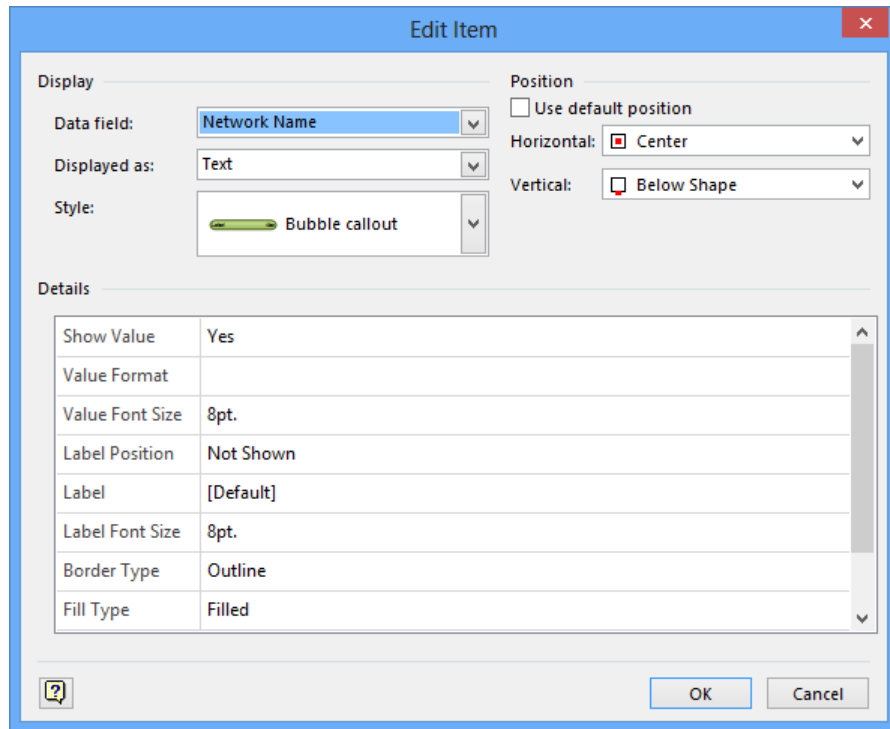 Edit Item
Display
Data field: Network Name
Displayed as: Text
Style: Bubble callout
Position
Use default position
Horizontal: Center
Vertical: Below Shape
Details
Show Value Yes
Value Format
Value Font Size 8pt.
Label Position Not Shown
Label [Default]
Label Font Size 8pt.
Border Type Outline
Fill Type Filled
OK Cancel